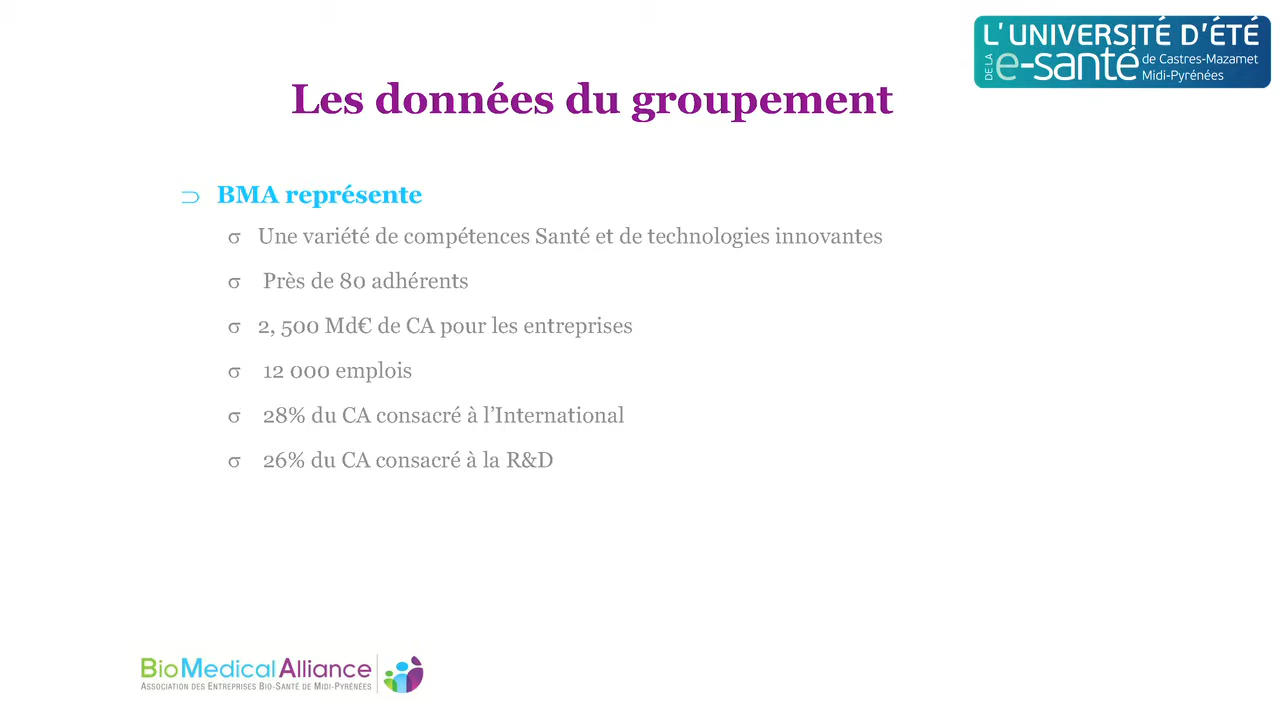 L'UNIVERSITÉ D'ÉTÉ
DE LA e-santé de Castres-Mazamet
Midi-Pyrénées
Les données du groupement
⊃ BMA représente
σ Une variété de compétences Santé et de technologies innovantes
σ Près de 80 adhérents
σ 2, 500 Md€ de CA pour les entreprises
σ 12 000 emplois
σ 28% du CA consacré à l’International
σ 26% du CA consacré à la R&D
BioMedical Alliance
ASSOCIATION DES ENTREPRISES BIO-SANTÉ DE MIDI-PYRÉNÉES